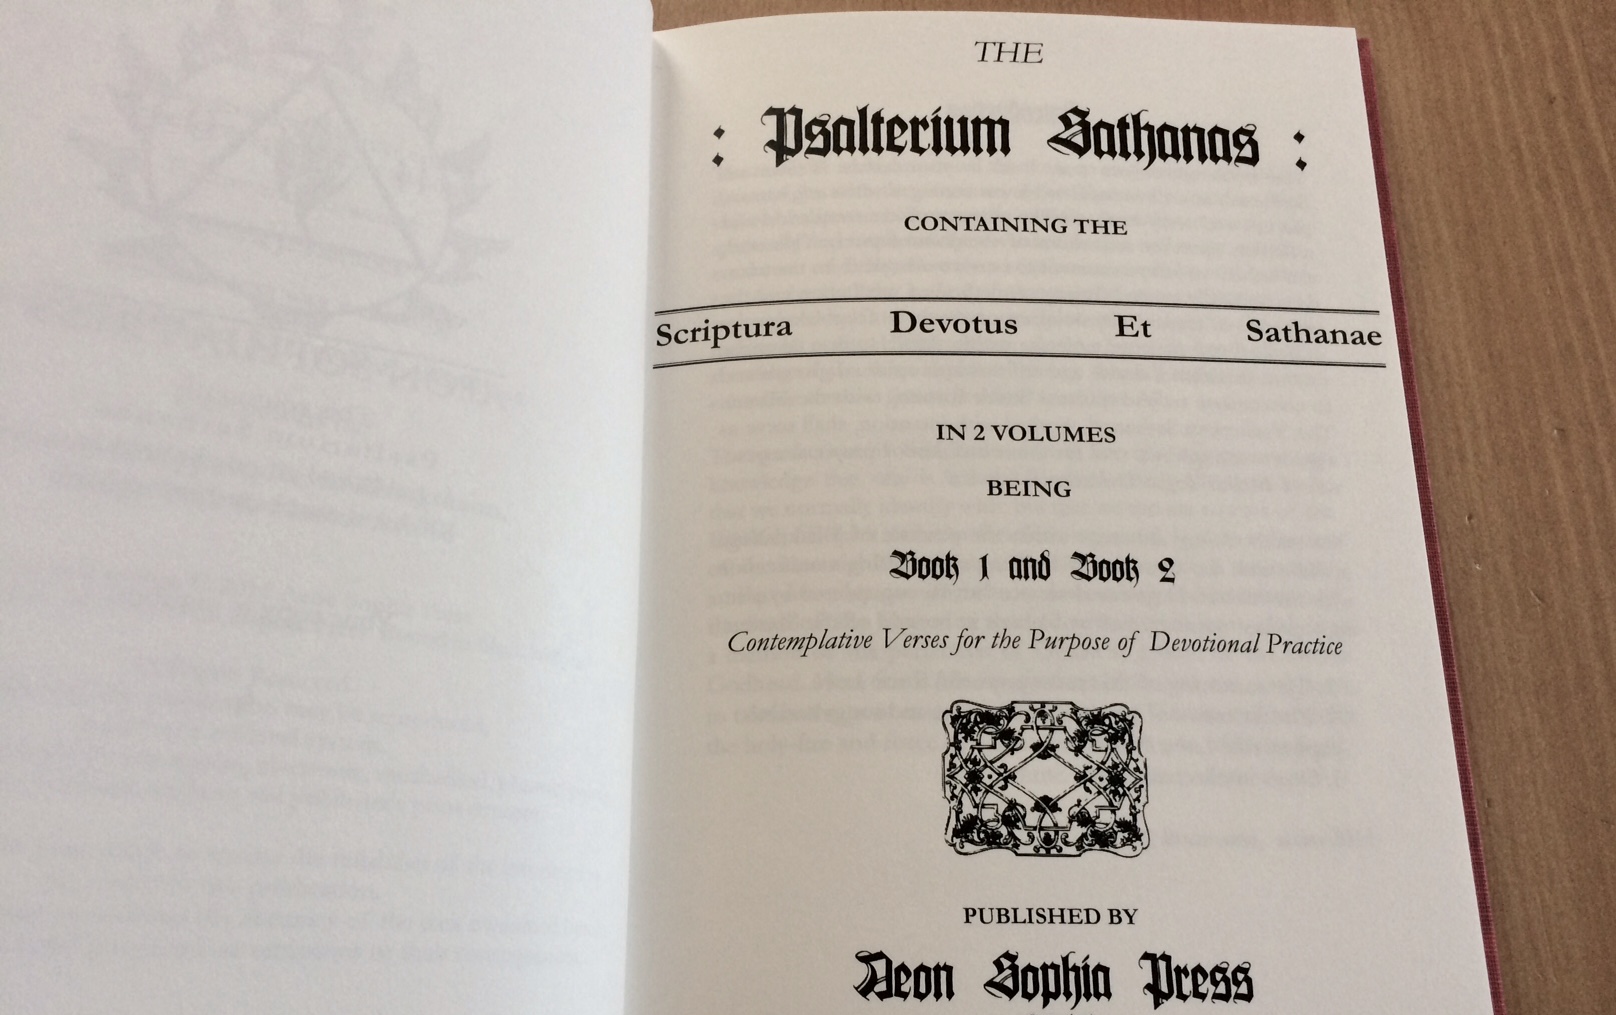 THE
: Psalterium Sathanas :
CONTAINING THE
Scriptura Devotus Et Sathanae
IN 2 VOLUMES
BEING
Book 1 and Book 2
Contemplative Verses for the Purpose of Devotional Practice
PUBLISHED BY
Aeon Sophia Press